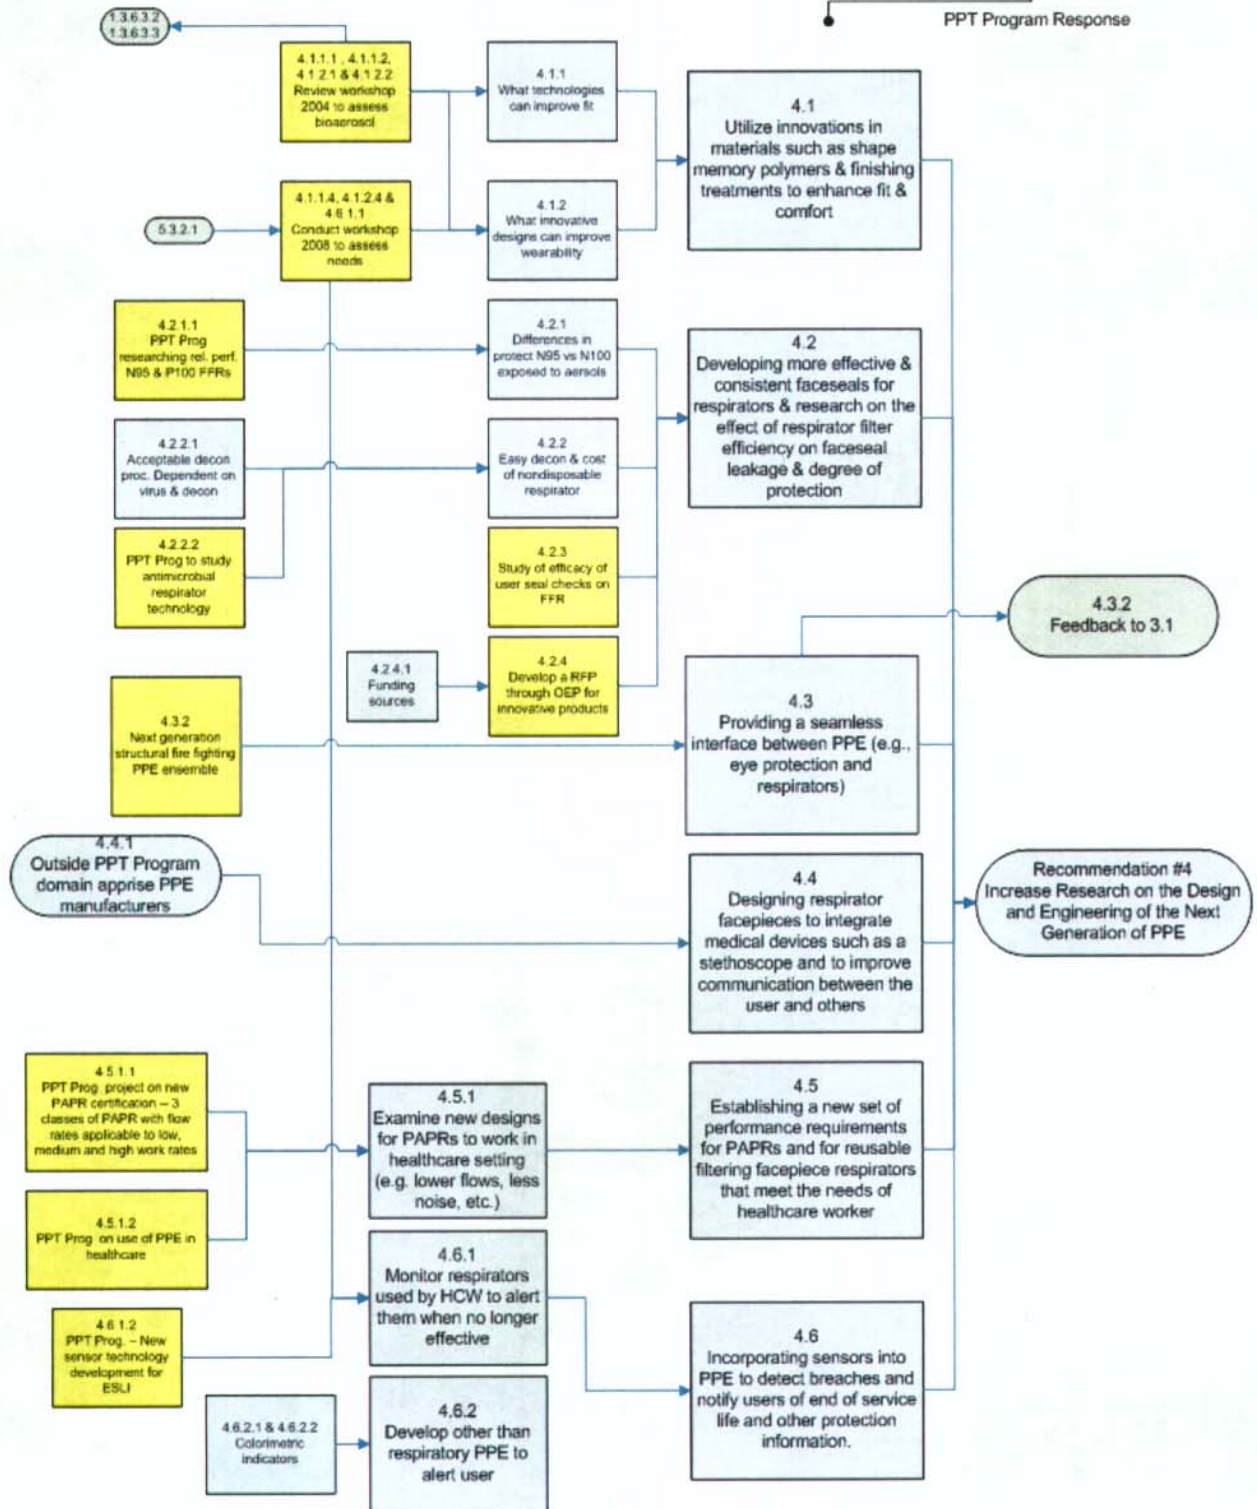 PPT Program Response
1.3.6.3.2
1.3.6.3.3
4.1.1.1 , 4.1.1.2,
4.1.2.1 & 4.1.2.2
Review workshop
2004 to assess
bioaerosol
4.1.1
What technologies
can improve fit
4.1
Utilize innovations in
materials such as shape
memory polymers & finishing
treatments to enhance fit &
comfort
5.3.2.1
4.1.1.4, 4.1.2.4 &
4.6.1.1
Conduct workshop
2008 to assess
needs
4.1.2
What innovative
designs can improve
wearability
4.2.1.1
PPT Prog
researching rel. perf.
N95 & P100 FFRs
4.2.1
Differences in
protect N95 vs N100
exposed to aersols
4.2
Developing more effective &
consistent faceseals for
respirators & research on the
effect of respirator filter
efficiency on faceseal
leakage & degree of
protection
4.2.2.1
Acceptable decon
proc. Dependent on
virus & decon
4.2.2
Easy decon & cost
of nondisposable
respirator
4.2.2.2
PPT Prog to study
antimicrobial
respirator
technology
4.2.3
Study of efficacy of
user seal checks on
FFR
4.2.4.1
Funding
sources
4.2.4
Develop a RFP
through OEP for
innovative products
4.3.2
Feedback to 3.1
4.3.2
Next generation
structural fire fighting
PPE ensemble
4.3
Providing a seamless
interface between PPE (e.g.,
eye protection and
respirators)
4.4.1
Outside PPT Program
domain apprise PPE
manufacturers
4.4
Designing respirator
facepieces to integrate
medical devices such as a
stethoscope and to improve
communication between the
user and others
Recommendation #4
Increase Research on the Design
and Engineering of the Next
Generation of PPE
4.5.1.1
PPT Prog. project on new
PAPR certification – 3
classes of PAPR with flow
rates applicable to low,
medium and high work rates
4.5.1
Examine new designs
for PAPRs to work in
healthcare setting
(e.g. lower flows, less
noise, etc.)
4.5
Establishing a new set of
performance requirements
for PAPRs and for reusable
filtering facepiece respirators
that meet the needs of
healthcare worker
4.5.1.2
PPT Prog. on use of PPE in
healthcare
4.6.1
Monitor respirators
used by HCW to alert
them when no longer
effective
4.6.1.2
PPT Prog. – New
sensor technology
development for
ESLI
4.6
Incorporating sensors into
PPE to detect breaches and
notify users of end of service
life and other protection
information.
4.6.2.1 & 4.6.2.2
Colorimetric
indicators
4.6.2
Develop other than
respiratory PPE to
alert user